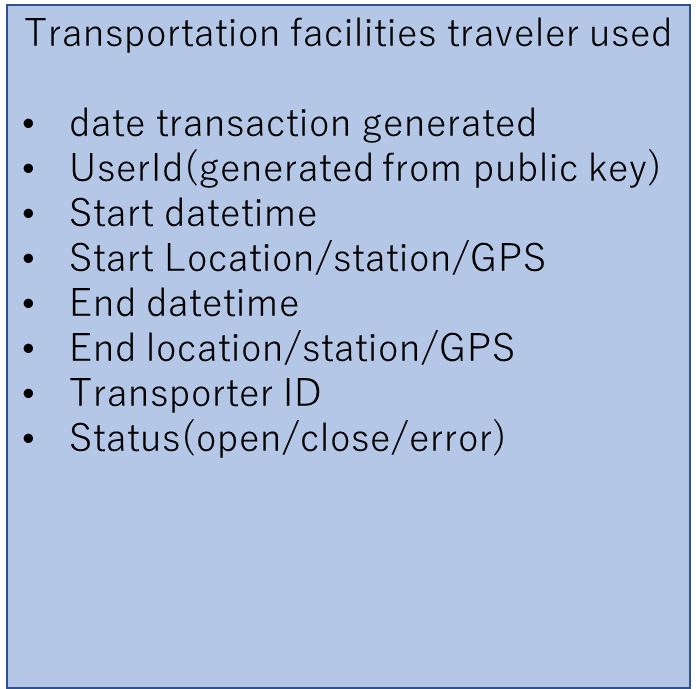 Transportation facilities traveler used
• date transaction generated
• UserId(generated from public key)
• Start datetime
• Start Location/station/GPS
• End datetime
• End location/station/GPS
• Transporter ID
• Status(open/close/error)